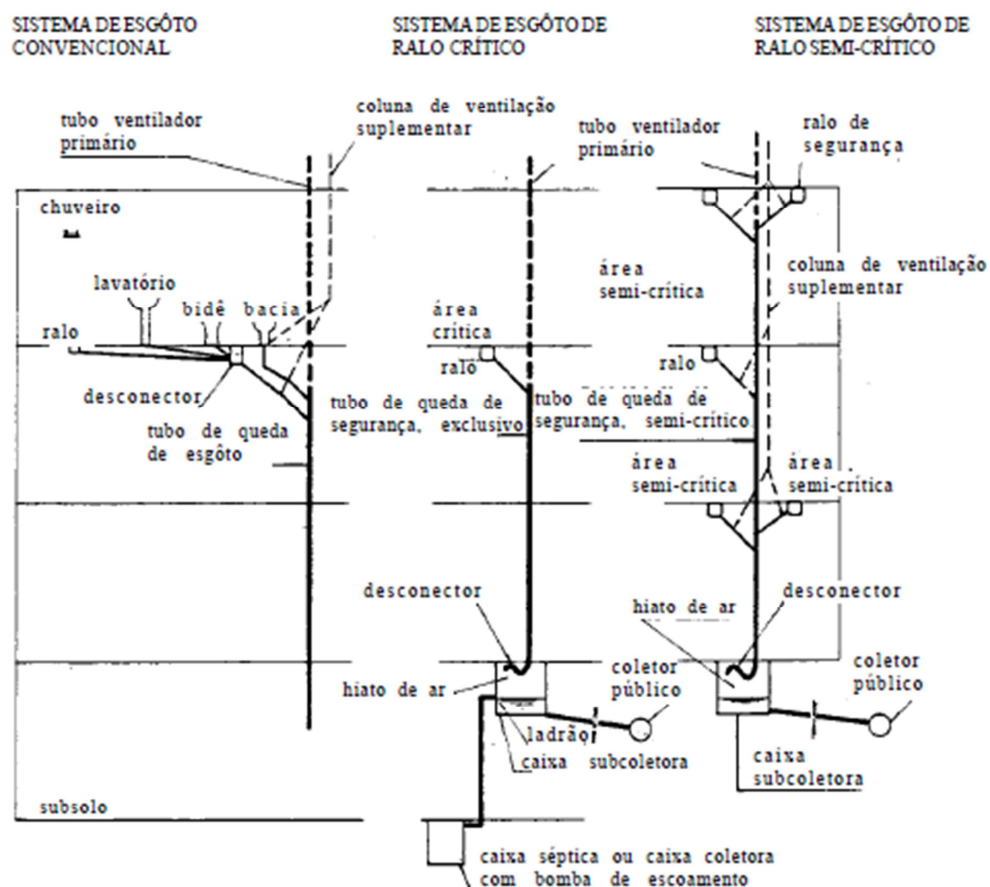 SISTEMA DE ESGÔTO
CONVENCIONAL
SISTEMA DE ESGÔTO DE
RALO CRÍTICO
SISTEMA DE ESGÔTO DE
RALO SEMI-CRÍTICO
tubo ventilador
primário
coluna de ventilação
suplementar
chuveiro
lavatório
bidê
bacia
ralo
desconector
tubo de queda
de esgôto
subsolo
tubo ventilador
primário
área
crítica
ralo
tubo de queda de
segurança, exclusivo
desconector
hiato de ar
ladrão
caixa subcoletora
coletor
público
caixa séptica ou caixa coletora
com bomba de escoamento
ralo de
segurança
área
semi-crítica
coluna de ventilação
suplementar
ralo
tubo de queda de
segurança, semi-crítico
área
semi-crítica
área
semi-crítica
hiato de ar
desconector
coletor
público
caixa
subcoletora